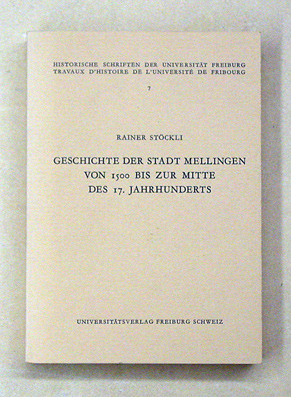 HISTORISCHE SCHRIFTEN DER UNIVERSITÄT FREIBURG
TRAVAUX D'HISTOIRE DE L'UNIVERSITÉ DE FRIBOURG
7
RAINER STÖCKLI
GESCHICHTE DER STADT MELLINGEN
VON 1500 BIS ZUR MITTE
DES 17. JAHRHUNDERTS
UNIVERSITÄTSVERLAG FREIBURG SCHWEIZ